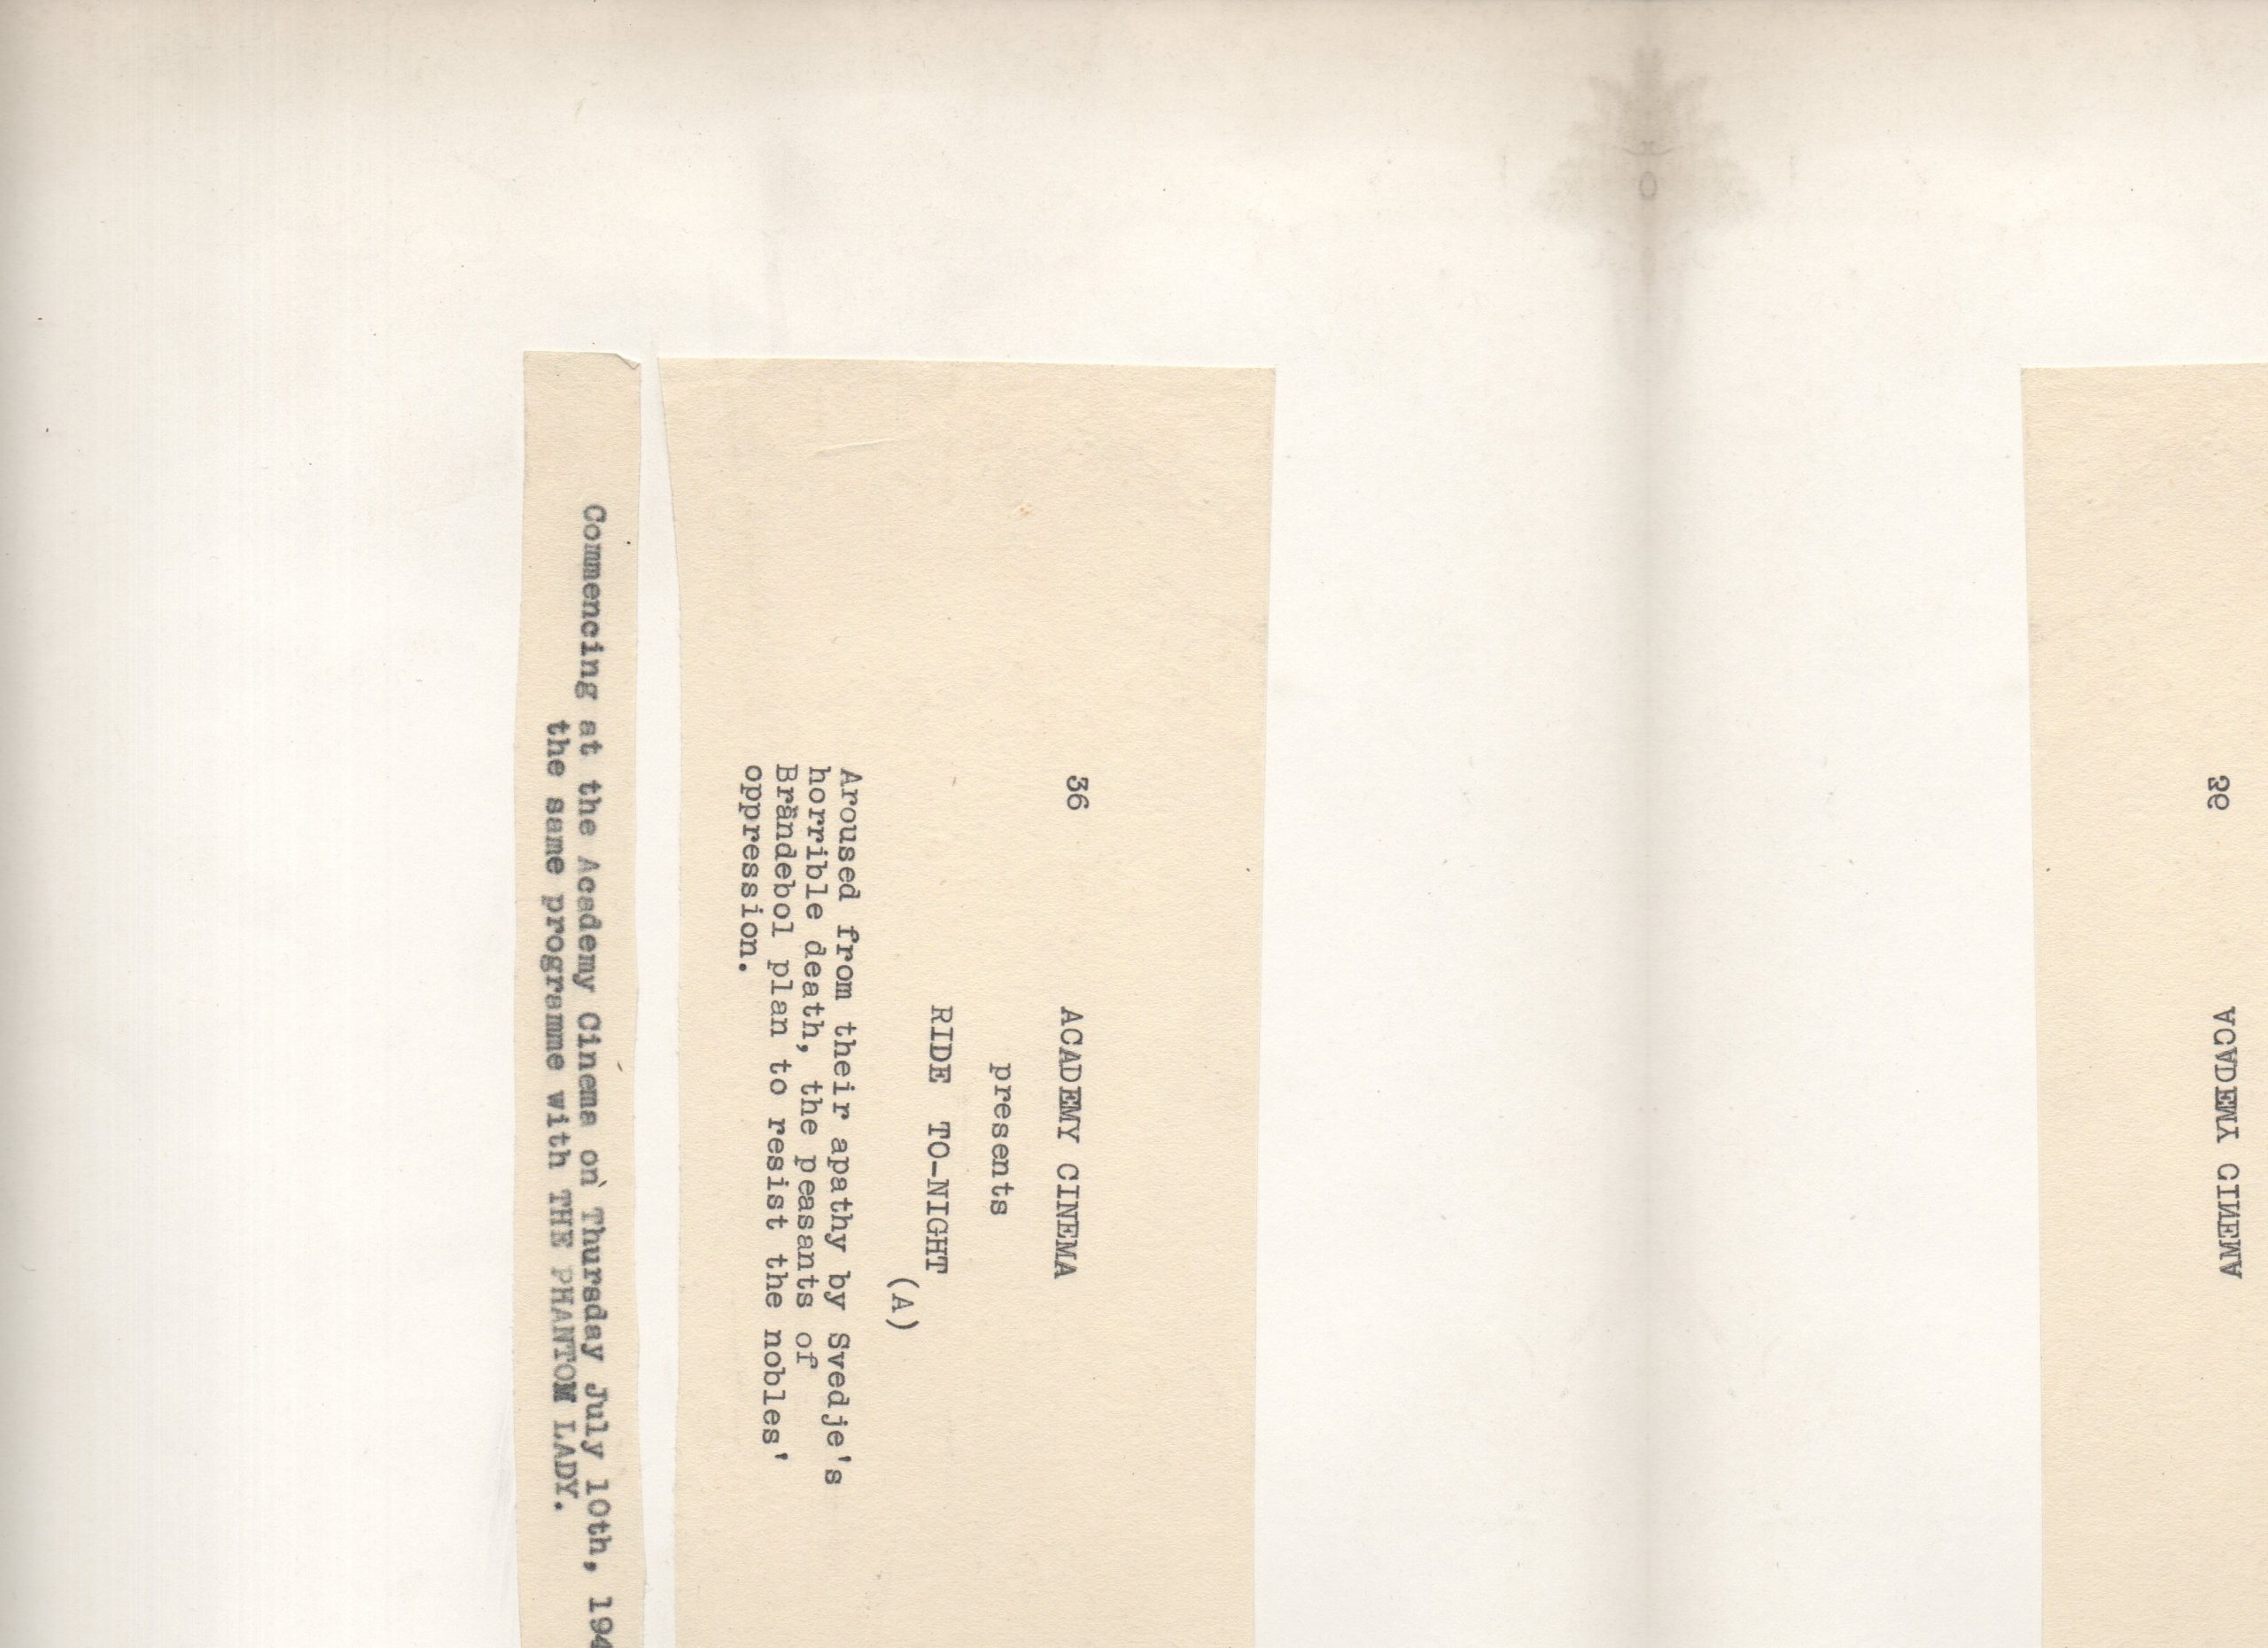 36 ACADEMY CINEMA
presents
RIDE TO-NIGHT
(A)
Aroused from their apathy by Svedje's
horrible death, the peasants of
Brändebol plan to resist the nobles'
oppression.
Commencing at the Academy Cinema on Thursday July 10th, 194
the same programme with THE PHANTOM LADY.
36 ACADEMY CINEMA